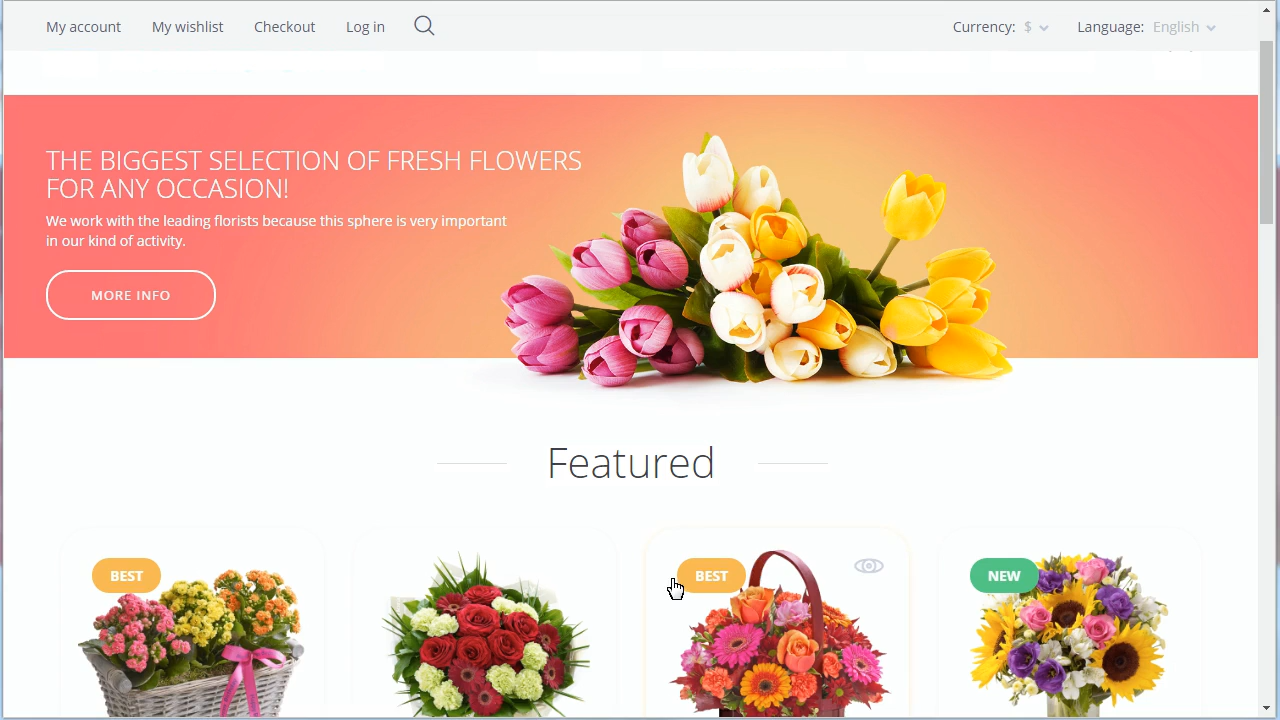 My account My wishlist Checkout Log in Currency: $ Language: English
THE BIGGEST SELECTION OF FRESH FLOWERS
FOR ANY OCCASION!
We work with the leading florists because this sphere is very important
in our kind of activity.
MORE INFO
Featured
BEST BEST NEW